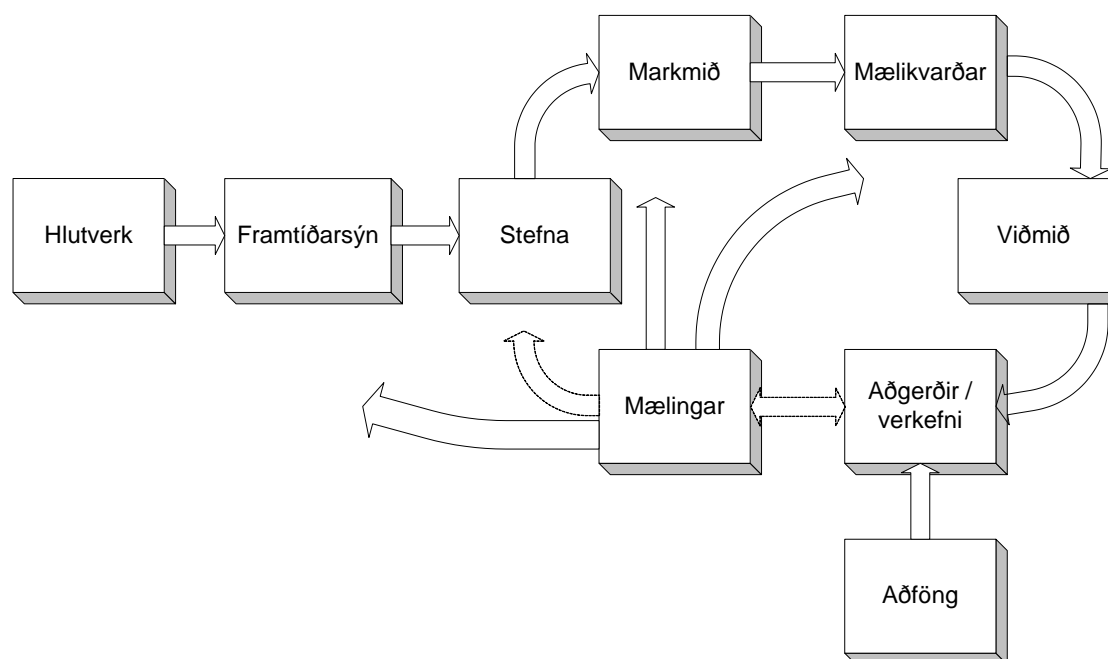 Markmið
Mælikvarðar
Hlutverk
Framtíðarsýn
Stefna
Viðmið
Mælingar
Aðgerðir /
verkefni
Aðföng